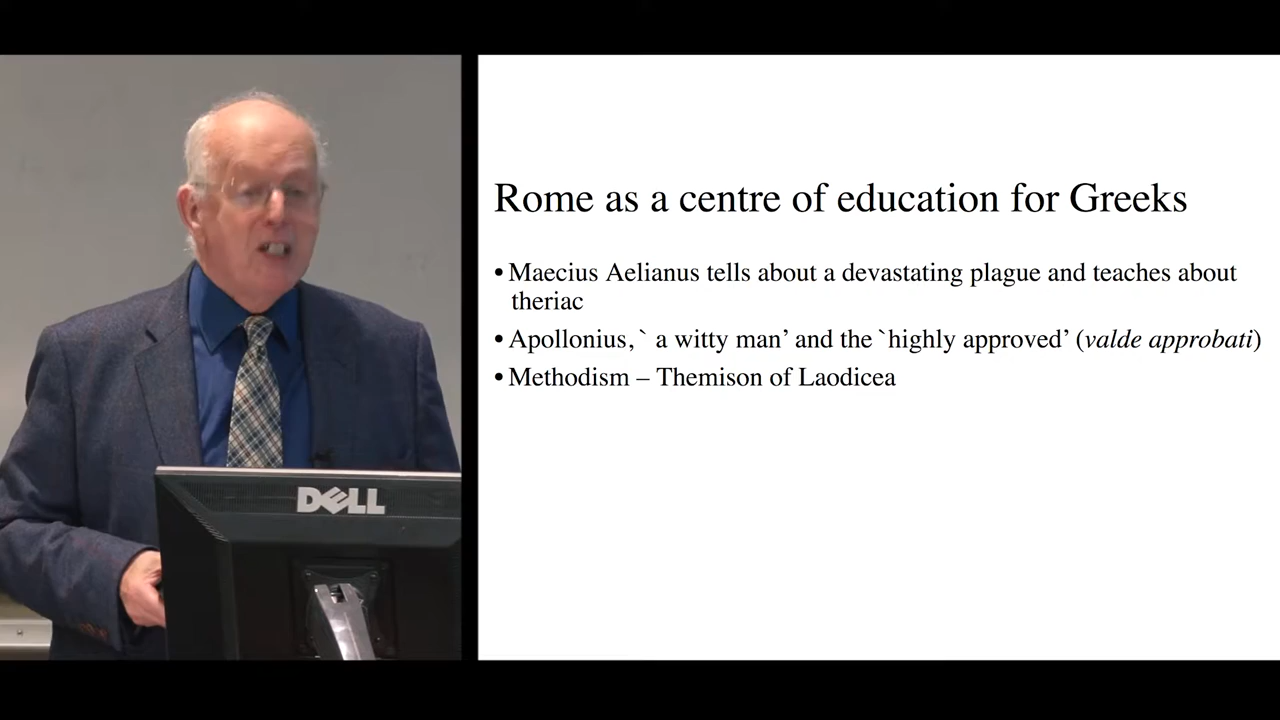 Rome as a centre of education for Greeks
• Maecius Aelianus tells about a devastating plague and teaches about
theriac
• Apollonius,` a witty man’ and the `highly approved’ (valde approbati)
• Methodism – Themison of Laodicea
DELL